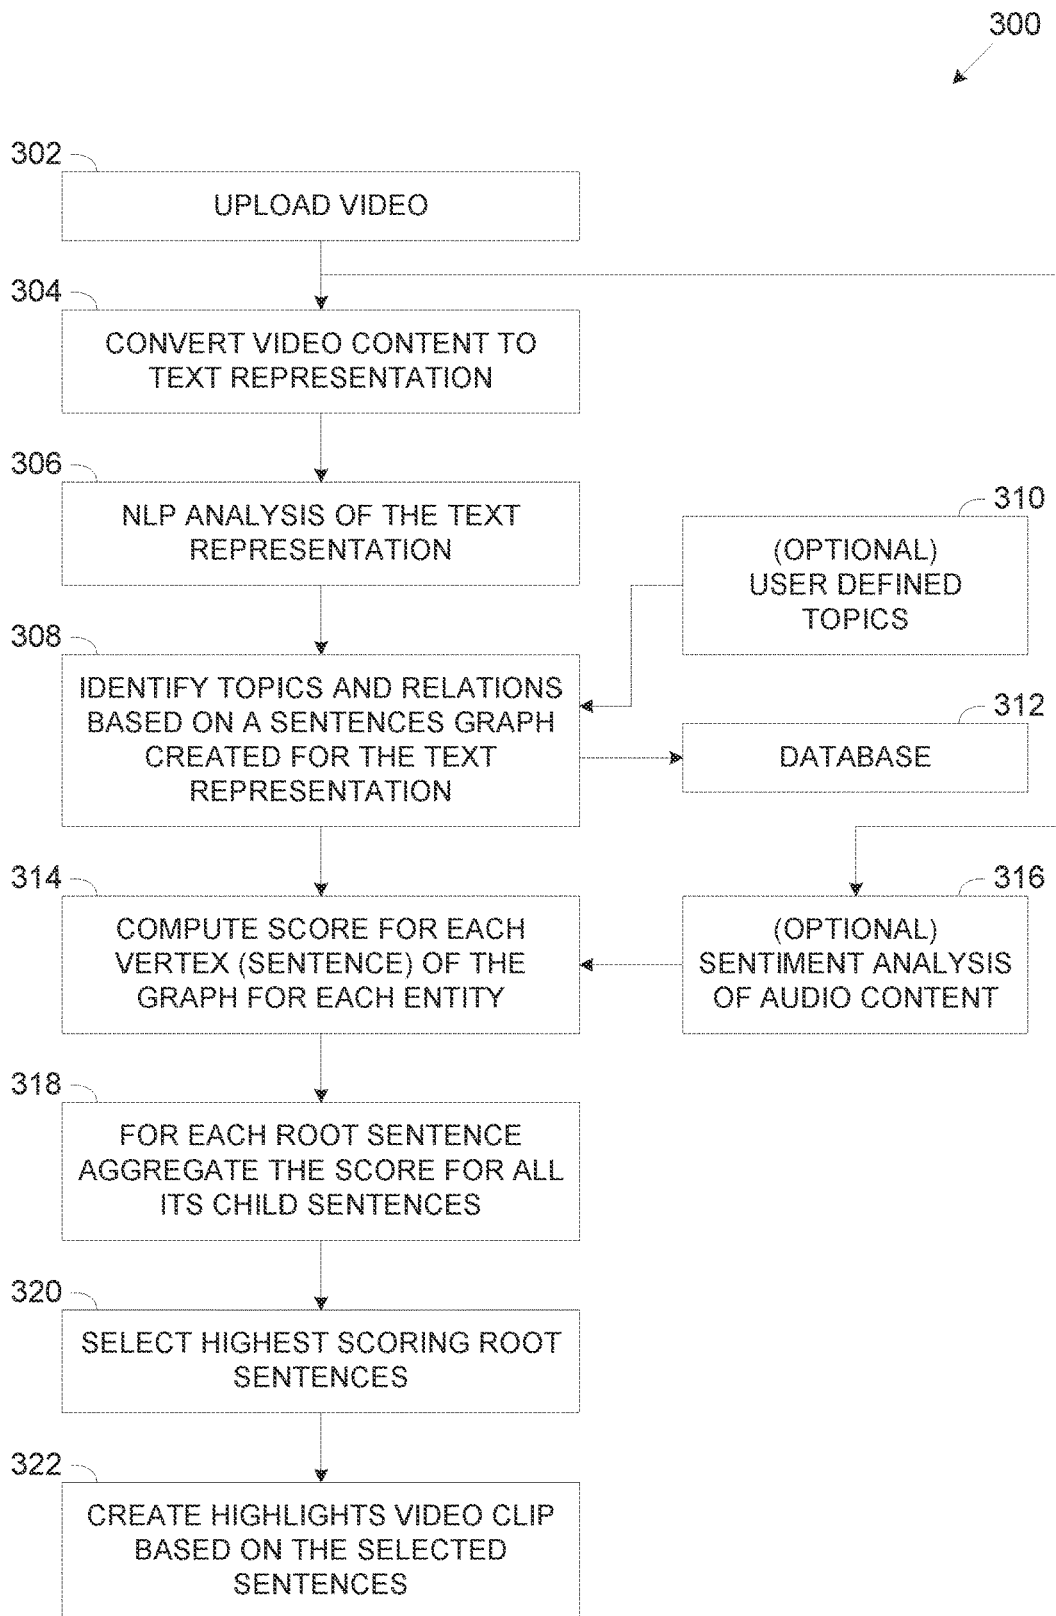 300
302
UPLOAD VIDEO
304
CONVERT VIDEO CONTENT TO
TEXT REPRESENTATION
306
NLP ANALYSIS OF THE TEXT
REPRESENTATION
310
(OPTIONAL)
USER DEFINED
TOPICS
308
IDENTIFY TOPICS AND RELATIONS
BASED ON A SENTENCES GRAPH
CREATED FOR THE TEXT
REPRESENTATION
312
DATABASE
314
COMPUTE SCORE FOR EACH
VERTEX (SENTENCE) OF THE
GRAPH FOR EACH ENTITY
316
(OPTIONAL)
SENTIMENT ANALYSIS
OF AUDIO CONTENT
318
FOR EACH ROOT SENTENCE
AGGREGATE THE SCORE FOR ALL
ITS CHILD SENTENCES
320
SELECT HIGHEST SCORING ROOT
SENTENCES
322
CREATE HIGHLIGHTS VIDEO CLIP
BASED ON THE SELECTED
SENTENCES